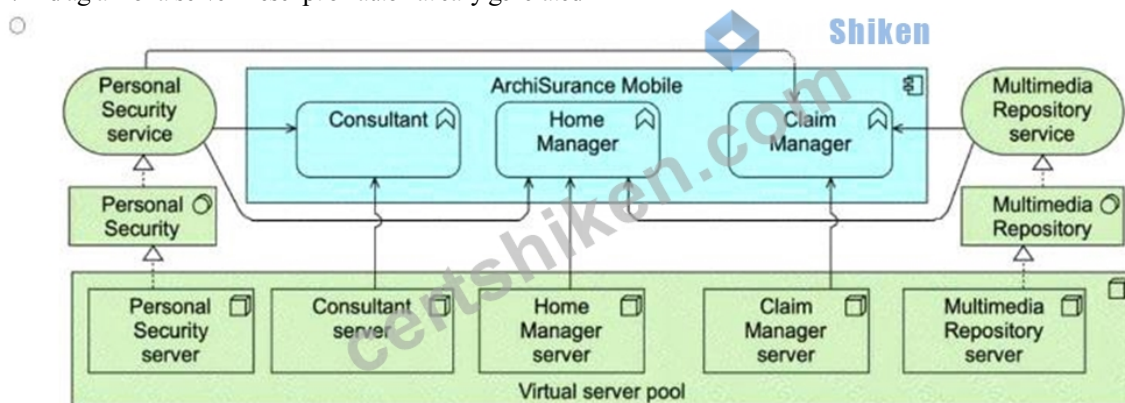 Shiken
ArchiSurance Mobile
Personal
Security
service
Consultant
Home
Manager
Claim
Manager
Multimedia
Repository
service
Personal
Security
Multimedia
Repository
Personal
Security
server
Consultant
server
Home
Manager
server
Claim
Manager
server
Multimedia
Repository
server
Virtual server pool
certshiken.com